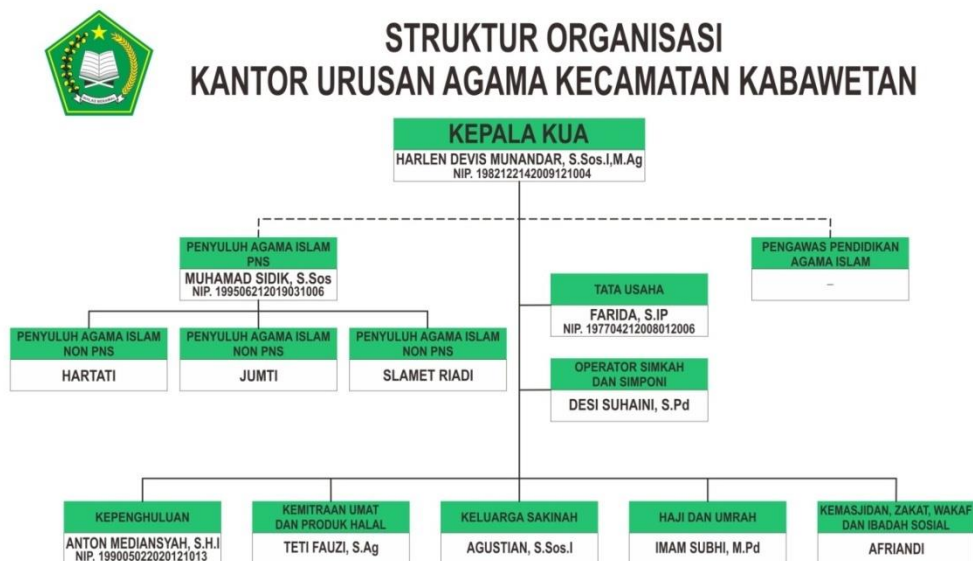 STRUKTUR ORGANISASI
KANTOR URUSAN AGAMA KECAMATAN KABAWETAN
KEPALA KUA
HARLEN DEVIS MUNANDAR, S.Sos.I,M.Ag
NIP. 1982122142009121004
PENYULUH AGAMA ISLAM
PNS
MUHAMAD SIDIK, S.Sos
NIP. 199506212019031006
PENGAWAS PENDIDIKAN
AGAMA ISLAM
–
TATA USAHA
FARIDA, S.IP
NIP. 197704212008012006
PENYULUH AGAMA ISLAM
NON PNS
HARTATI
PENYULUH AGAMA ISLAM
NON PNS
JUMTI
PENYULUH AGAMA ISLAM
NON PNS
SLAMET RIADI
OPERATOR SIMKAH
DAN SIMPONI
DESI SUHAINI, S.Pd
KEPENGHULUAN
ANTON MEDIANSYAH, S.H.I
NIP. 199005022020121013
KEMITRAAN UMAT
DAN PRODUK HALAL
TETI FAUZI, S.Ag
KELUARGA SAKINAH
AGUSTIAN, S.Sos.I
HAJI DAN UMRAH
IMAM SUBHI, M.Pd
KEMASJIDAN, ZAKAT, WAKAF
DAN IBADAH SOSIAL
AFRIANDI